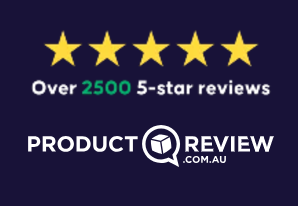 Over 2500 5-star reviews
PRODUCT REVIEW
.COM.AU